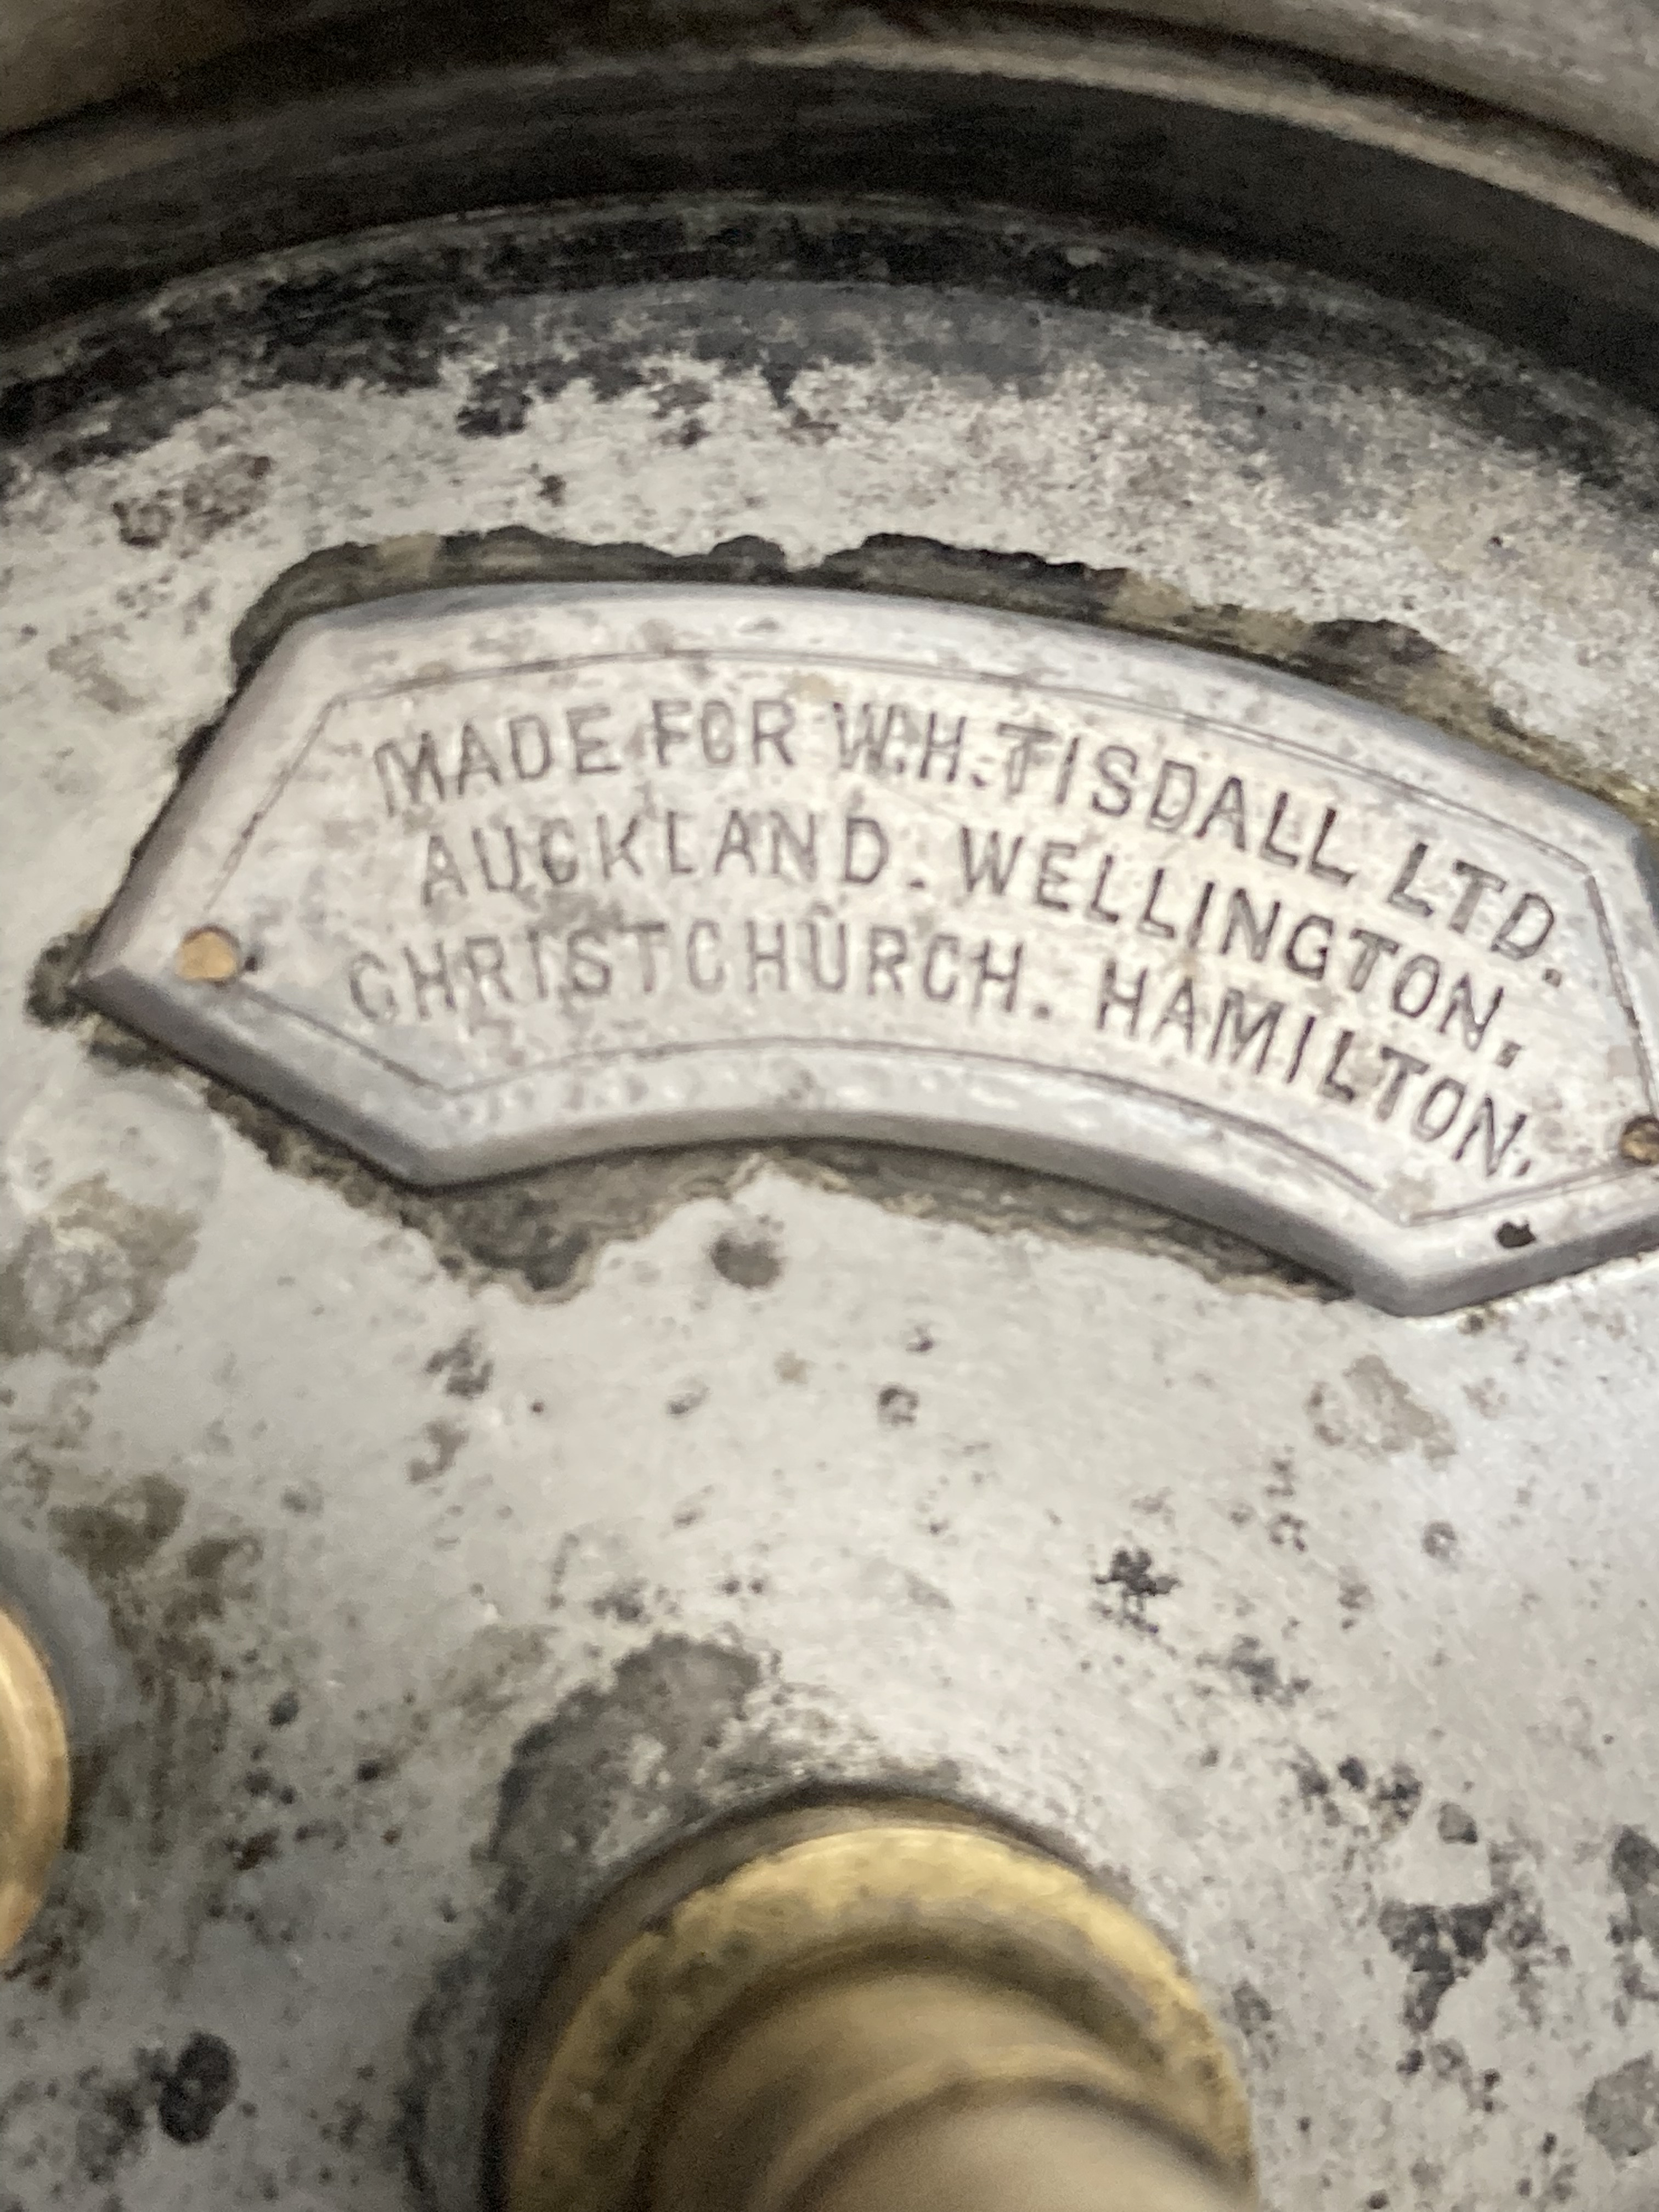 MADE FOR W.H. TISDALL LTD.
AUCKLAND. WELLINGTON,
CHRISTCHURCH. HAMILTON.